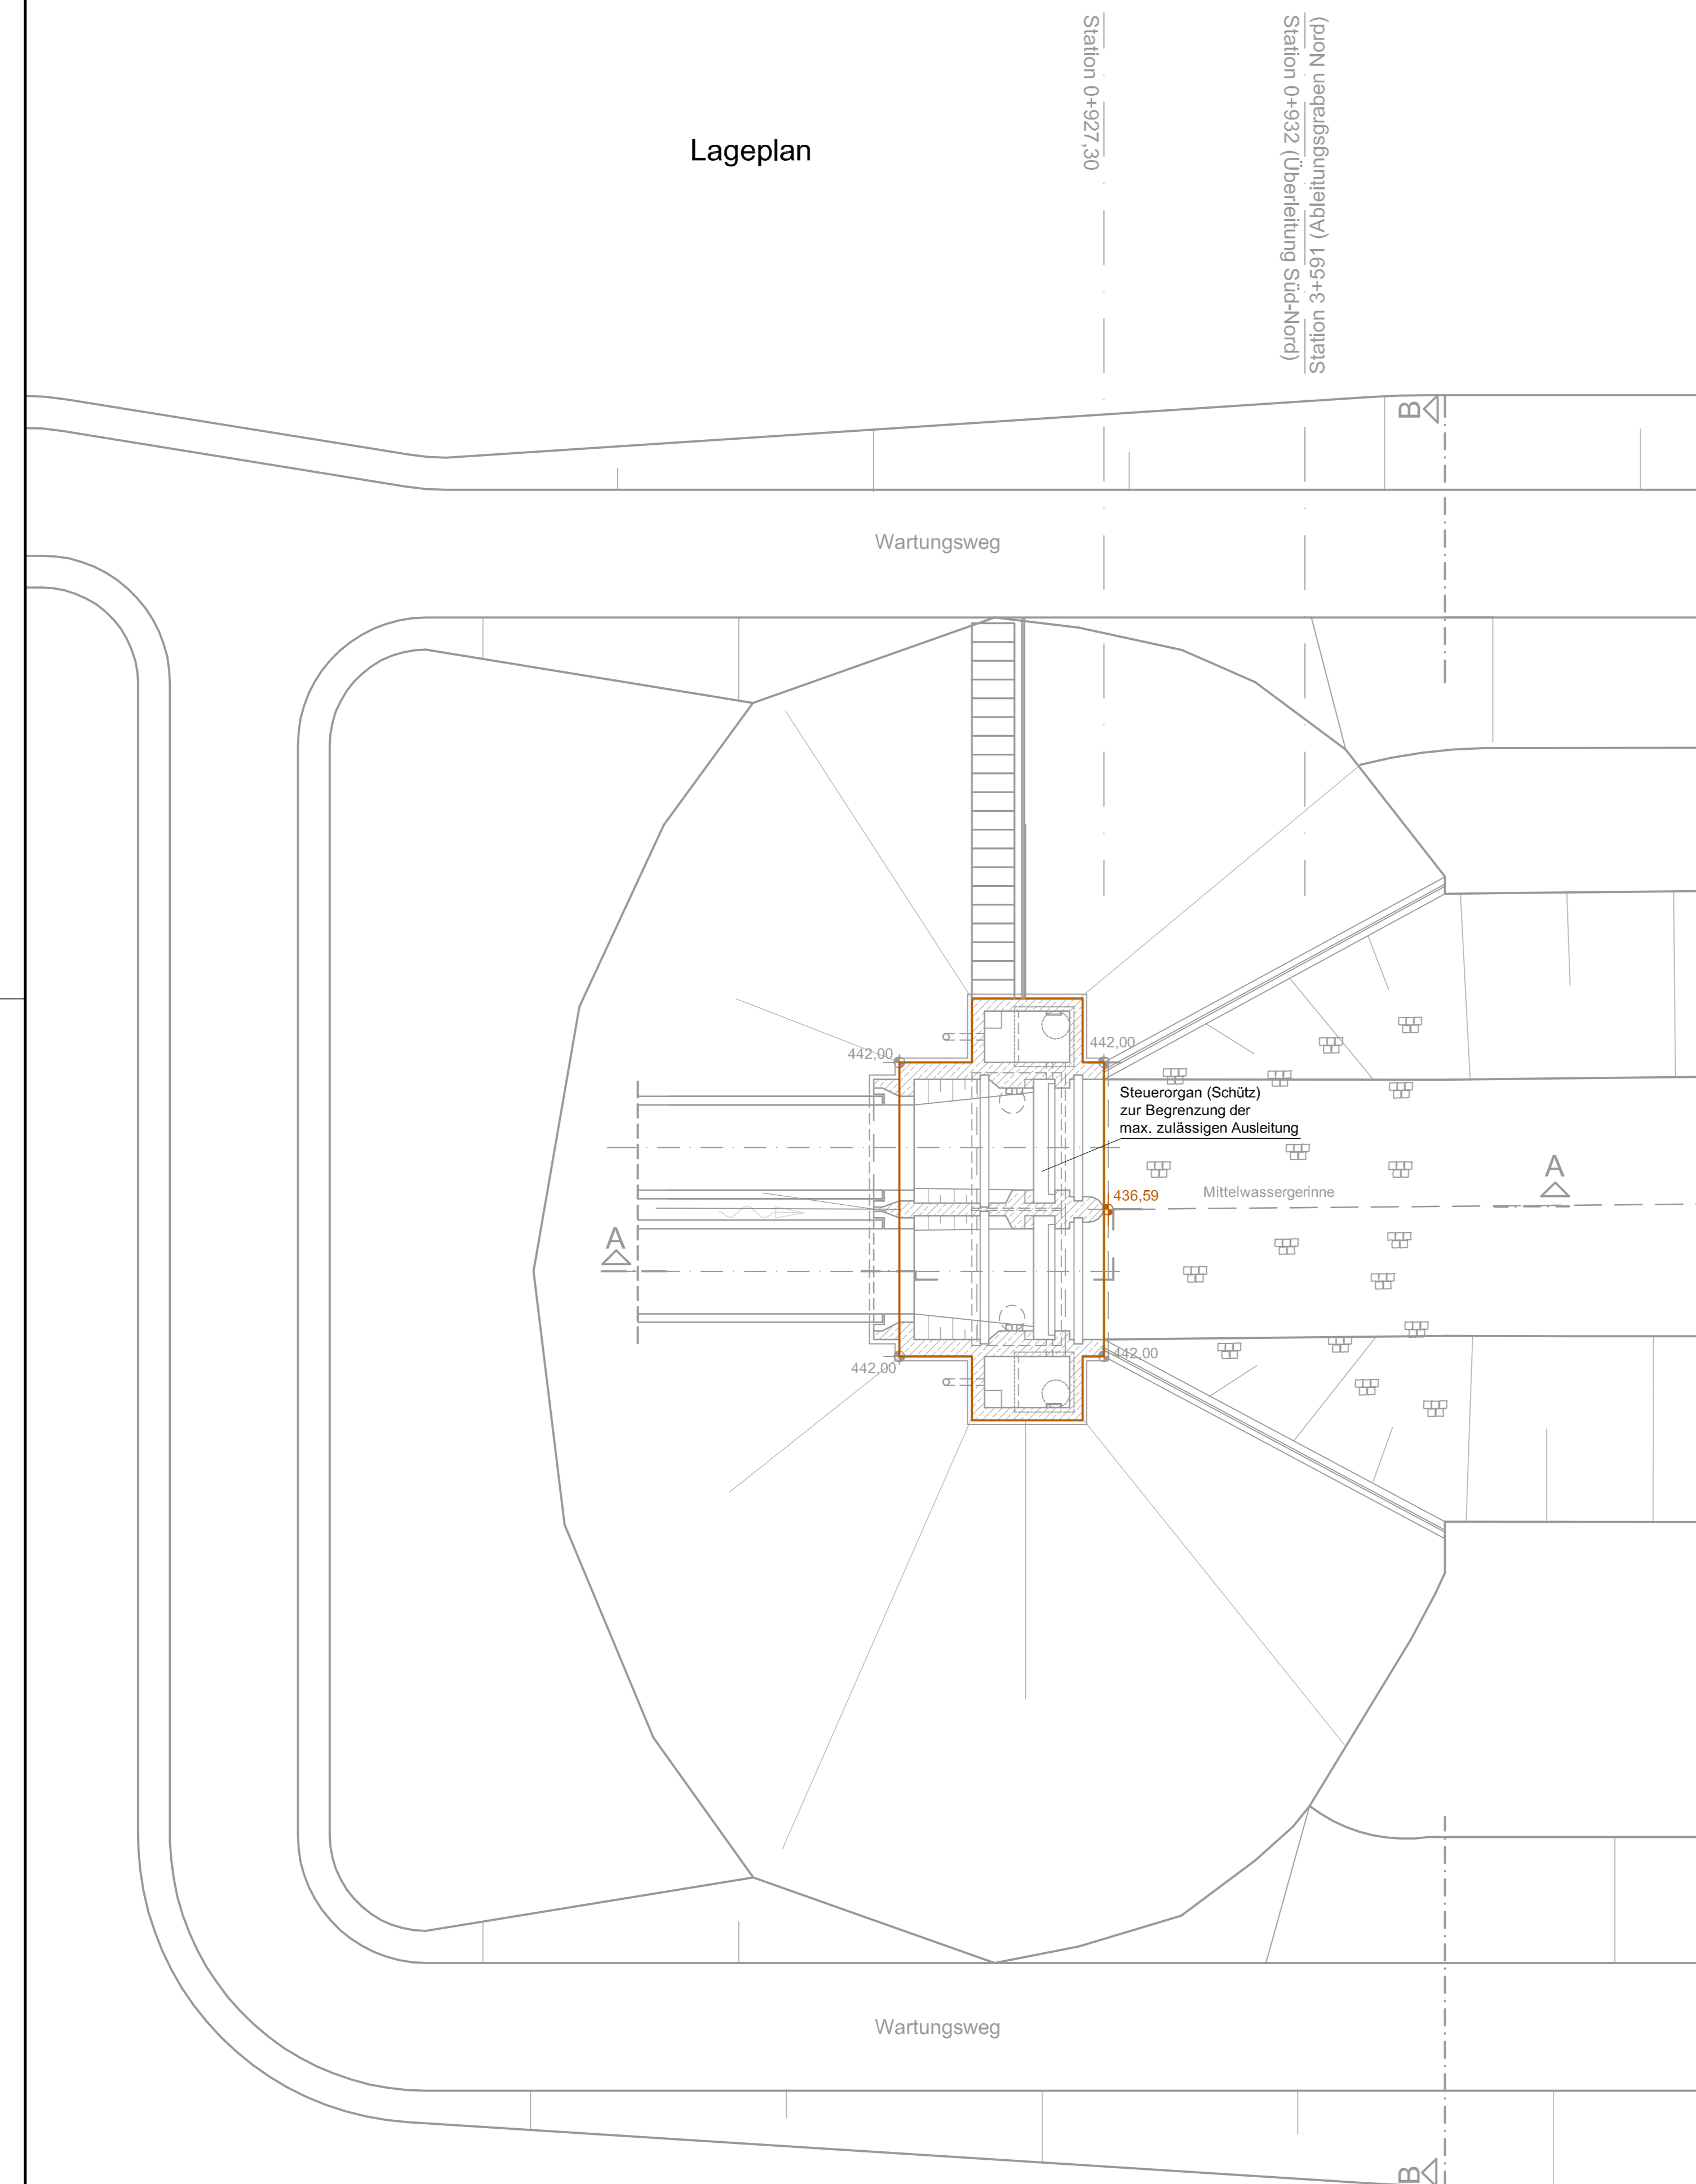 Station 0+927,30
Station 0+932 (Überleitung Süd-Nord)
Station 3+591 (Ableitungsgraben Nord)
Lageplan
B
Wartungsweg
442,00
442,00
Steuerorgan (Schütz)
zur Begrenzung der
max. zulässigen Ausleitung
A
436,59
Mittelwassergerinne
A
442,00
442,00
Wartungsweg
B